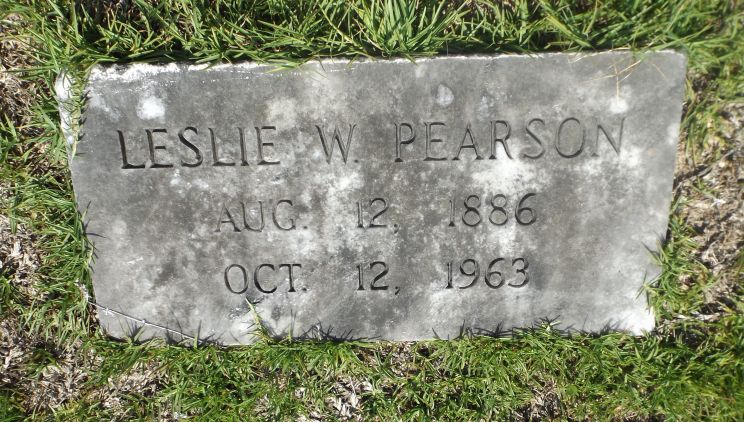 LESLIE W. PEARSON
AUG. 12, 1886
OCT. 12, 1963